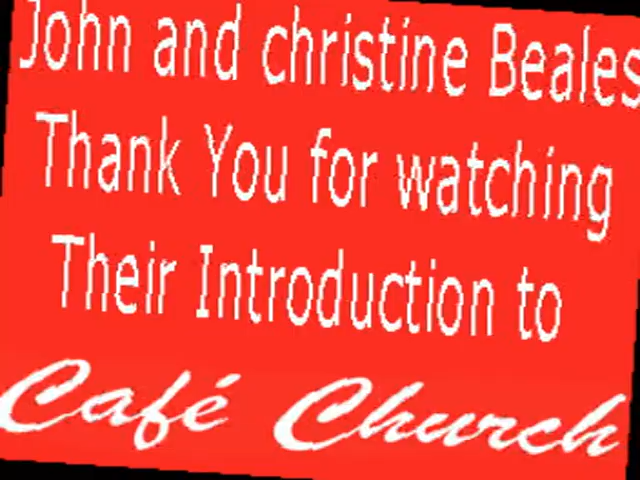 John and christine Beales
Thank You for watching
Their Introduction to
Café Church